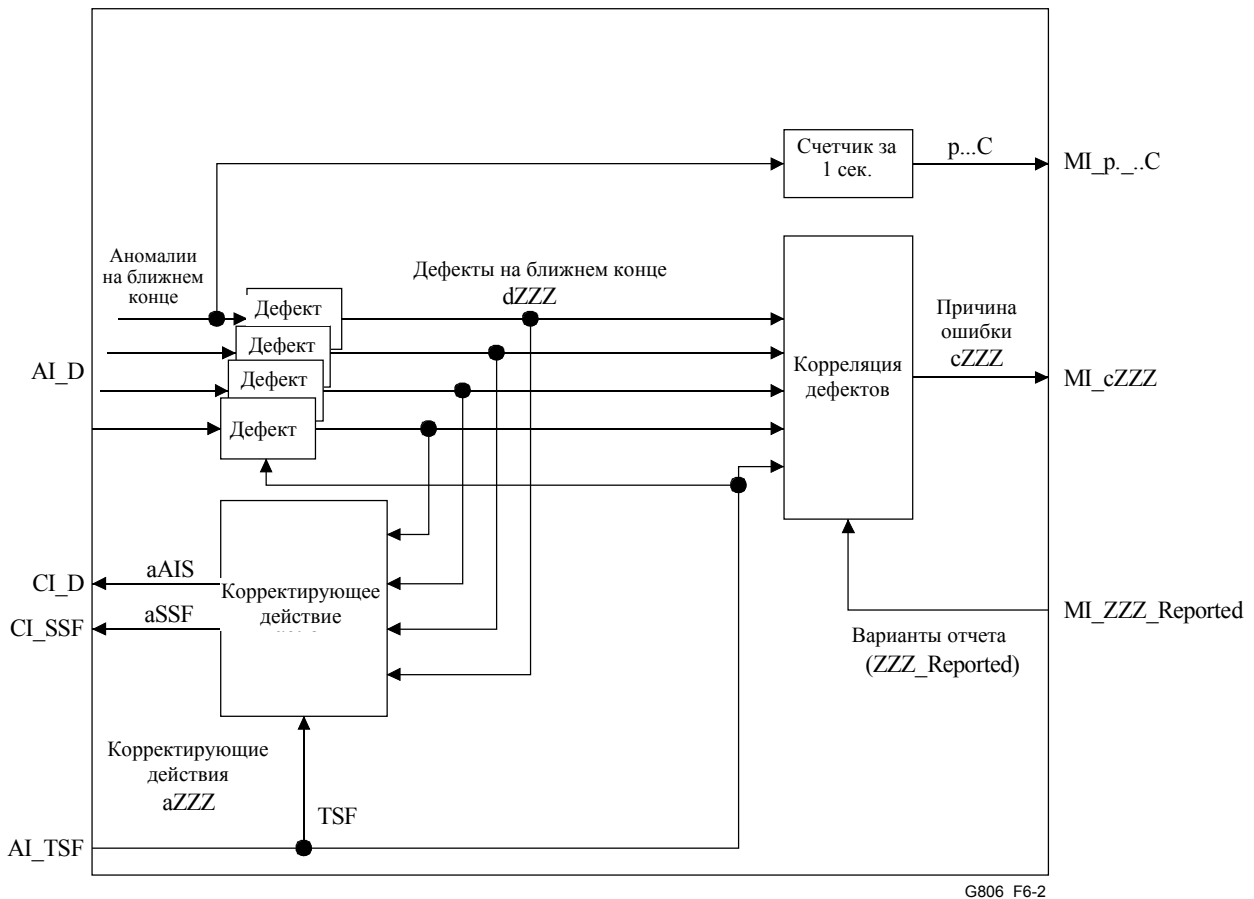 Счетчик за
1 сек.
p...C
MI_p._..C
Аномалии
на ближнем
конце
Дефекты на ближнем конце
dZZZ
Дефект
Дефект
Дефект
Дефект
AI_D
Корреляция
дефектов
Причина
ошибки
cZZZ
MI_cZZZ
CI_D
aAIS
CI_SSF
aSSF
Корректирующее
действие
MI_ZZZ_Reported
Варианты отчета
(ZZZ_Reported)
Корректирующие
действия
aZZZ
TSF
AI_TSF
G806_F6-2